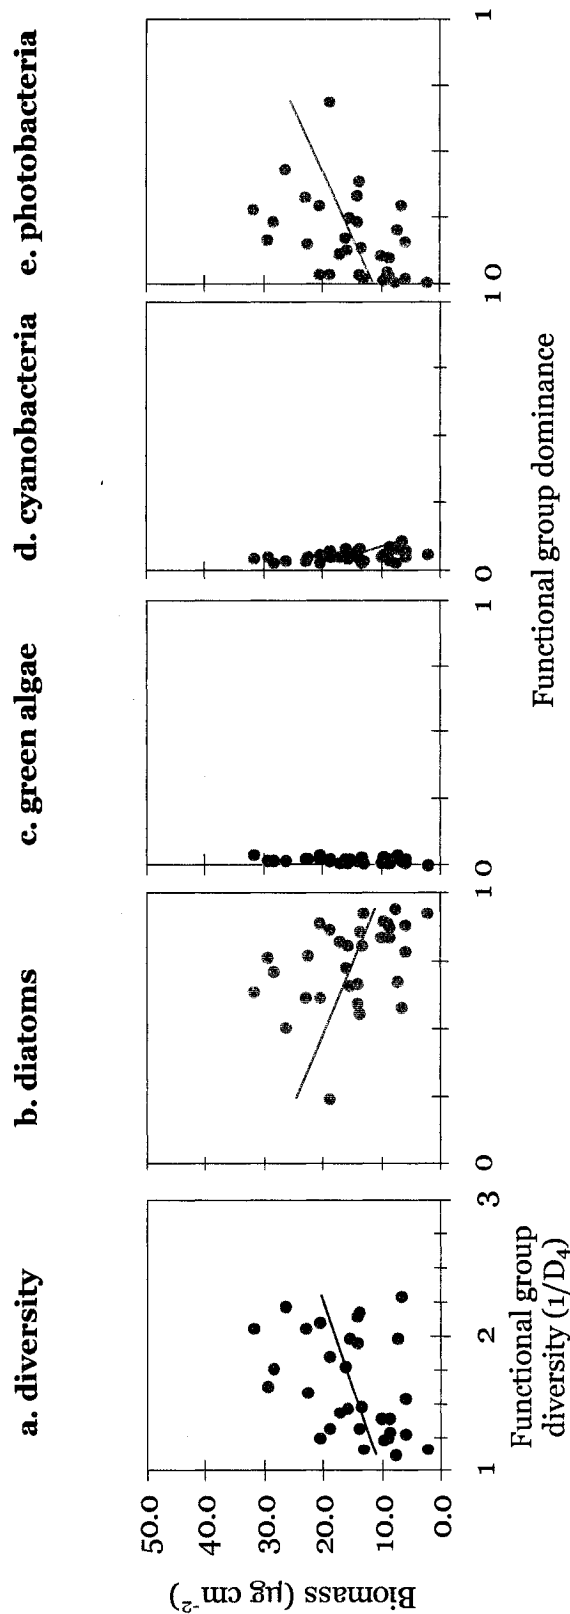 a. diversity
b. diatoms
c. green algae
d. cyanobacteria
e. photobacteria
Biomass (µg cm⁻²)
50.0
40.0
30.0
20.0
10.0
0.0
1 2 3
0 1 0 1 0 1 0 1
Functional group
diversity (1/D₄)
Functional group dominance